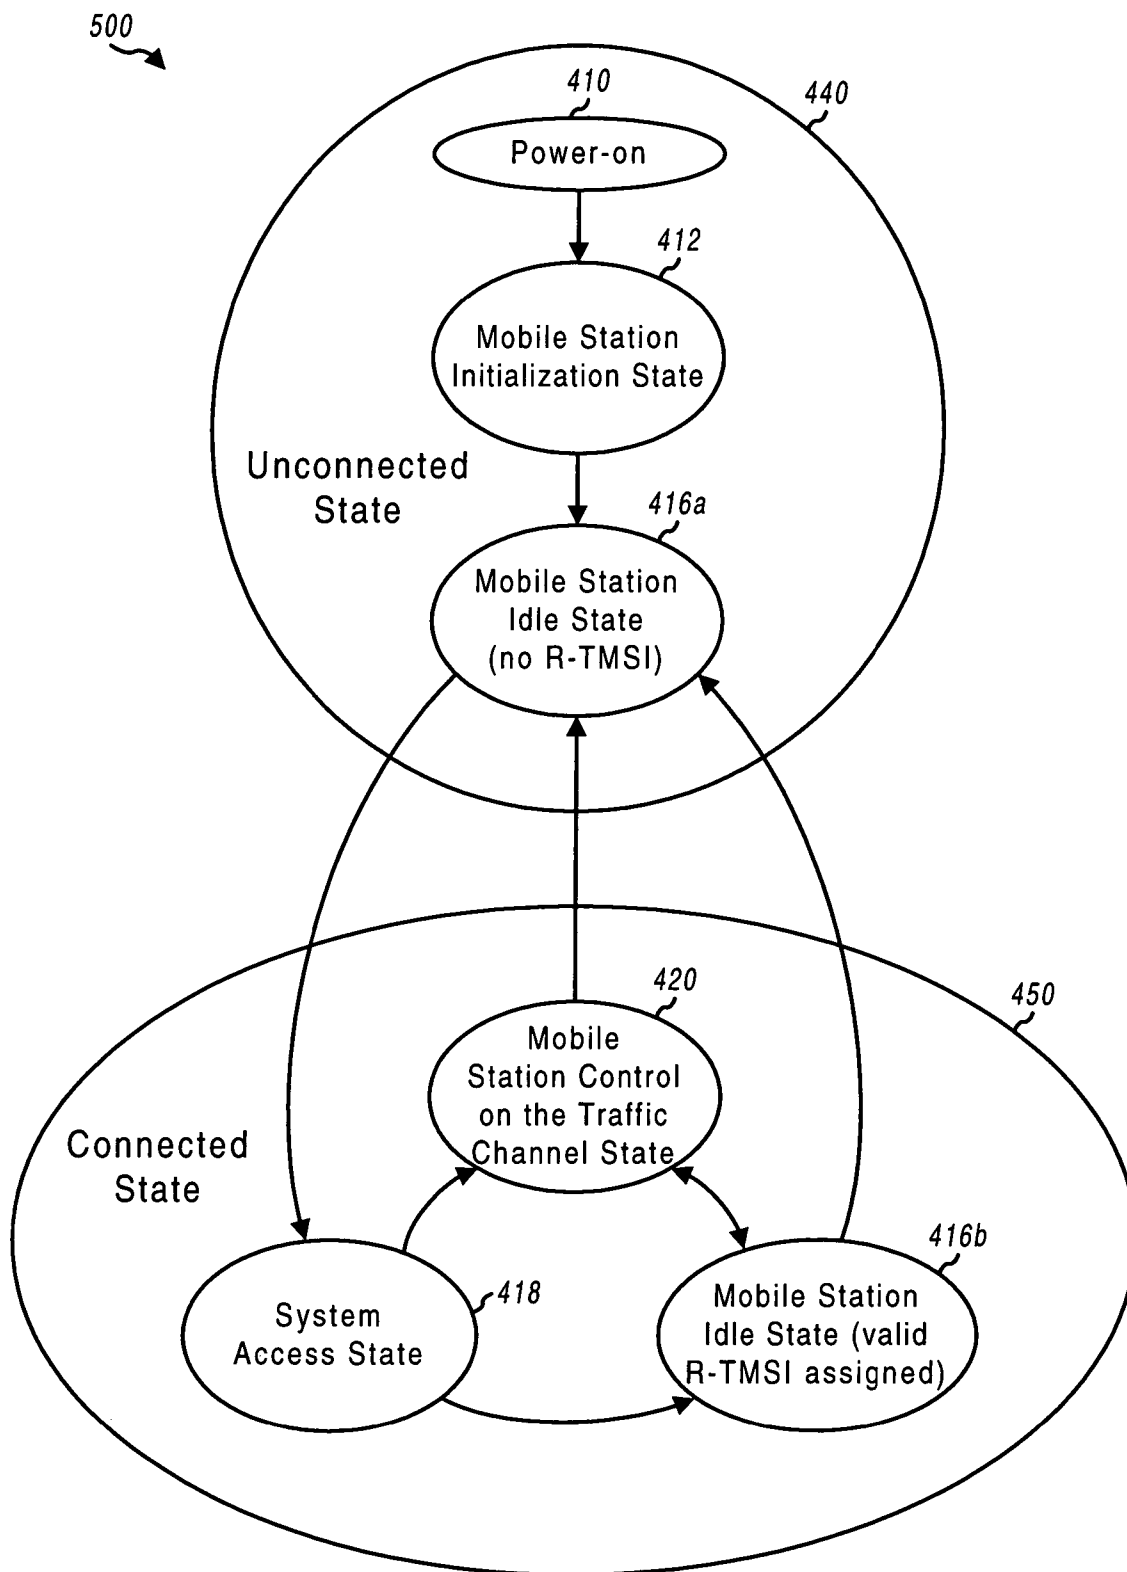 500
410
440
Power-on
412
Mobile Station
Initialization State
Unconnected
State
416a
Mobile Station
Idle State
(no R-TMSI)
420
450
Mobile
Station Control
on the Traffic
Channel State
Connected
State
416b
418
System
Access State
Mobile Station
Idle State (valid
R-TMSI assigned)